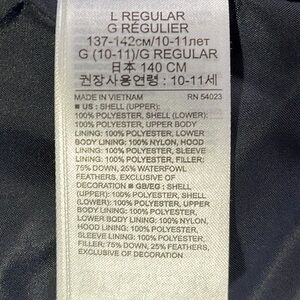 L REGULAR
G RÉGULIER
137-142см/10-11лет
G (10-11)/G REGULAR
日本 140 CM
권장사용연령 : 10-11세
MADE IN VIETNAM RN 54023
■ US : SHELL (UPPER):
100% POLYESTER, SHELL (LOWER):
100% POLYESTER, UPPER BODY
LINING: 100% POLYESTER, LOWER
BODY LINING: 100% NYLON, HOOD
LINING: 100% POLYESTER, SLEEVE
LINING: 100% POLYESTER, FILLER:
75% DOWN, 25% WATERFOWL
FEATHERS, EXCLUSIVE OF
DECORATION ■ GB/EG : SHELL
(UPPER): 100% POLYESTER, SHELL
(LOWER): 100% POLYESTER, UPPER
BODY LINING: 100% POLYESTER,
LOWER BODY LINING: 100% NYLON,
HOOD LINING: 100% POLYESTER,
SLEEVE LINING: 100% POLYESTER,
FILLER: 75% DOWN, 25% FEATHERS,
EXCLUSIVE OF DECORATION